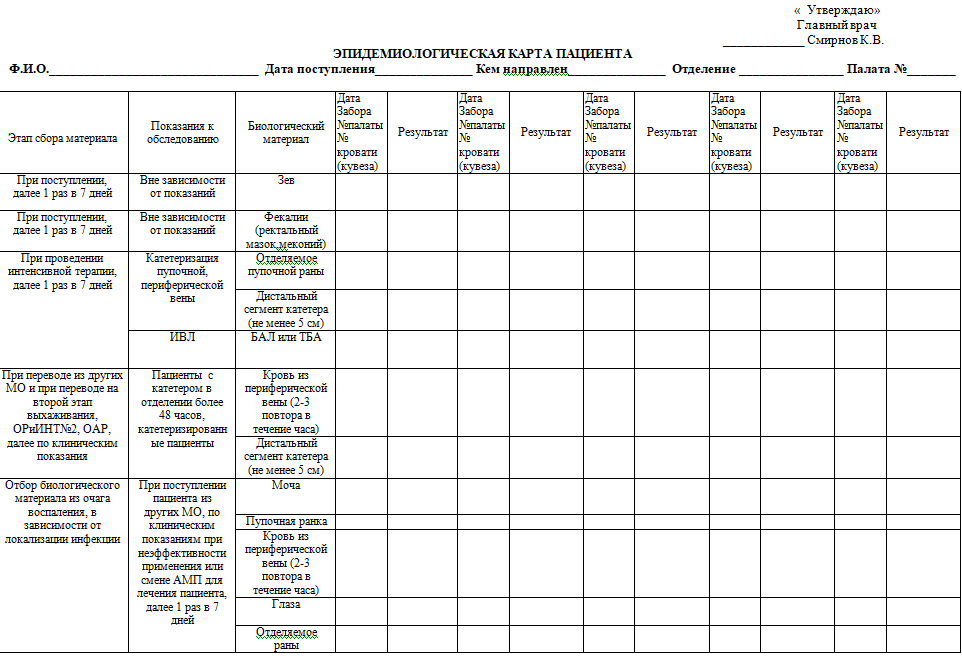 «  Утверждаю»
Главный врач
_____________ Смирнов К.В.
ЭПИДЕМИОЛОГИЧЕСКАЯ КАРТА ПАЦИЕНТА
Ф.И.О.______________________________ Дата поступления______________ Кем направлен______________ Отделение _______________ Палата №_______
Этап сбора материала
Показания к
обследованию
Биологический
материал
Дата
Забора
№палаты
№
кровати
(кувеза)
Результат
Дата
Забора
№палаты
№
кровати
(кувеза)
Результат
Дата
Забора
№палаты
№
кровати
(кувеза)
Результат
Дата
Забора
№палаты
№
кровати
(кувеза)
Результат
Дата
Забора
№палаты
№
кровати
(кувеза)
Результат
При поступлении,
далее 1 раз в 7 дней
Вне зависимости
от показаний
Зев
При поступлении,
далее 1 раз в 7 дней
Вне зависимости
от показаний
Фекалии
(ректальный
мазок,меконий)
При проведении
интенсивной терапии,
далее 1 раз в 7 дней
Катетеризация
пупочной,
периферической
вены
Отделяемое
пупочной раны
Дистальный
сегмент катетера
(не менее 5 см)
ИВЛ
БАЛ или ТБА
При переводе из других
МО и при переводе на
второй этап
выхаживания,
ОРиИНТ№2, ОАР,
далее по клиническим
показания
Пациенты  с
катетером в
отделении более
48 часов,
катетеризированн
ые пациенты
Кровь из
периферической
вены (2-3
повтора в
течение часа)
Дистальный
сегмент катетера
(не менее 5 см)
Отбор биологического
материала из очага
воспаления, в
зависимости от
локализации инфекции
При поступлении
пациента из
других МО, по
клиническим
показаниям при
неэффективности
применения или
смене АМП для
лечения пациента,
далее 1 раз в 7
дней
Моча
Пупочная ранка
Кровь из
периферической
вены (2-3
повтора в
течение часа)
Глаза
Отделяемое
раны